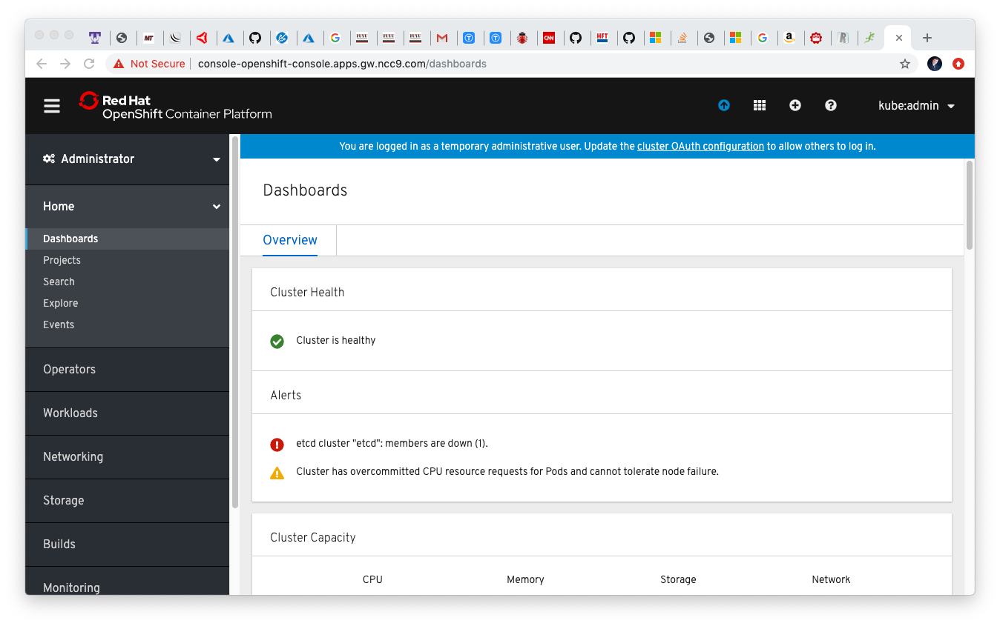 MT
CNN
HFT
Not Secure
console-openshift-console.apps.gw.ncc9.com/dashboards
Red Hat
OpenShift Container Platform
kube:admin
Administrator
You are logged in as a temporary administrative user. Update the cluster OAuth configuration to allow others to log in.
Home
Dashboards
Projects
Search
Explore
Events
Operators
Workloads
Networking
Storage
Builds
Monitoring
Dashboards
Overview
Cluster Health
Cluster is healthy
Alerts
etcd cluster "etcd": members are down (1).
Cluster has overcommitted CPU resource requests for Pods and cannot tolerate node failure.
Cluster Capacity
CPU Memory Storage Network